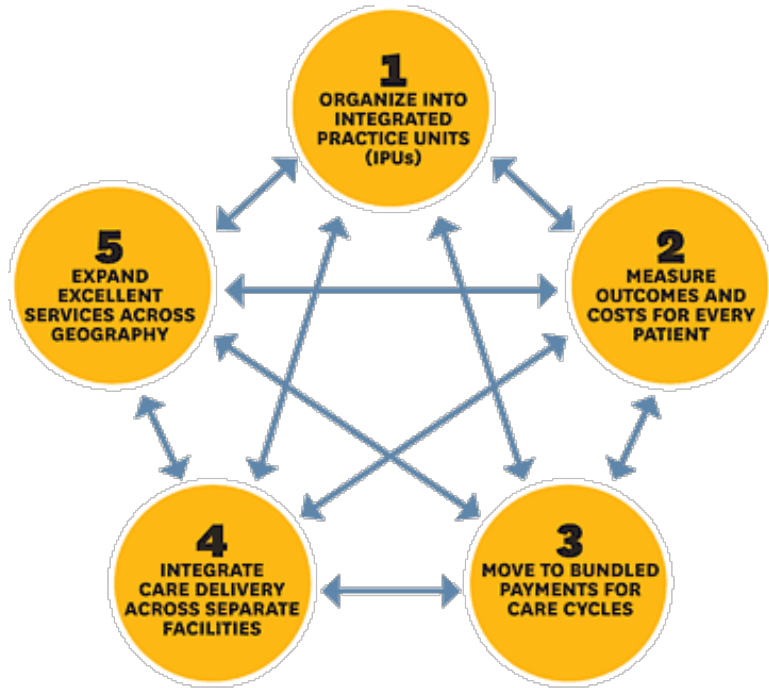 1
ORGANIZE INTO
INTEGRATED
PRACTICE UNITS
(IPUs)
2
MEASURE
OUTCOMES AND
COSTS FOR EVERY
PATIENT
3
MOVE TO BUNDLED
PAYMENTS FOR
CARE CYCLES
4
INTEGRATE
CARE DELIVERY
ACROSS SEPARATE
FACILITIES
5
EXPAND
EXCELLENT
SERVICES ACROSS
GEOGRAPHY